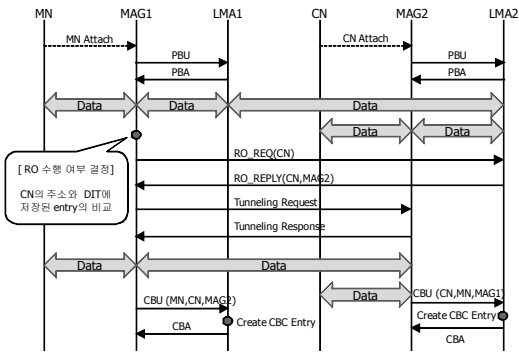 MN MAG1 LMA1 CN MAG2 LMA2
MN Attach CN Attach
PBU PBU
PBA PBA
Data Data Data
Data Data
[RO 수행 여부 결정]
CN의 주소와 DIT에
저장된 entry의 비교
RO_REQ(CN)
RO_REPLY(CN,MAG2)
Tunneling Request
Tunneling Response
Data Data
Data
CBU (MN,CN,MAG2) CBU (CN,MN,MAG1)
Create CBC Entry Create CBC Entry
CBA CBA